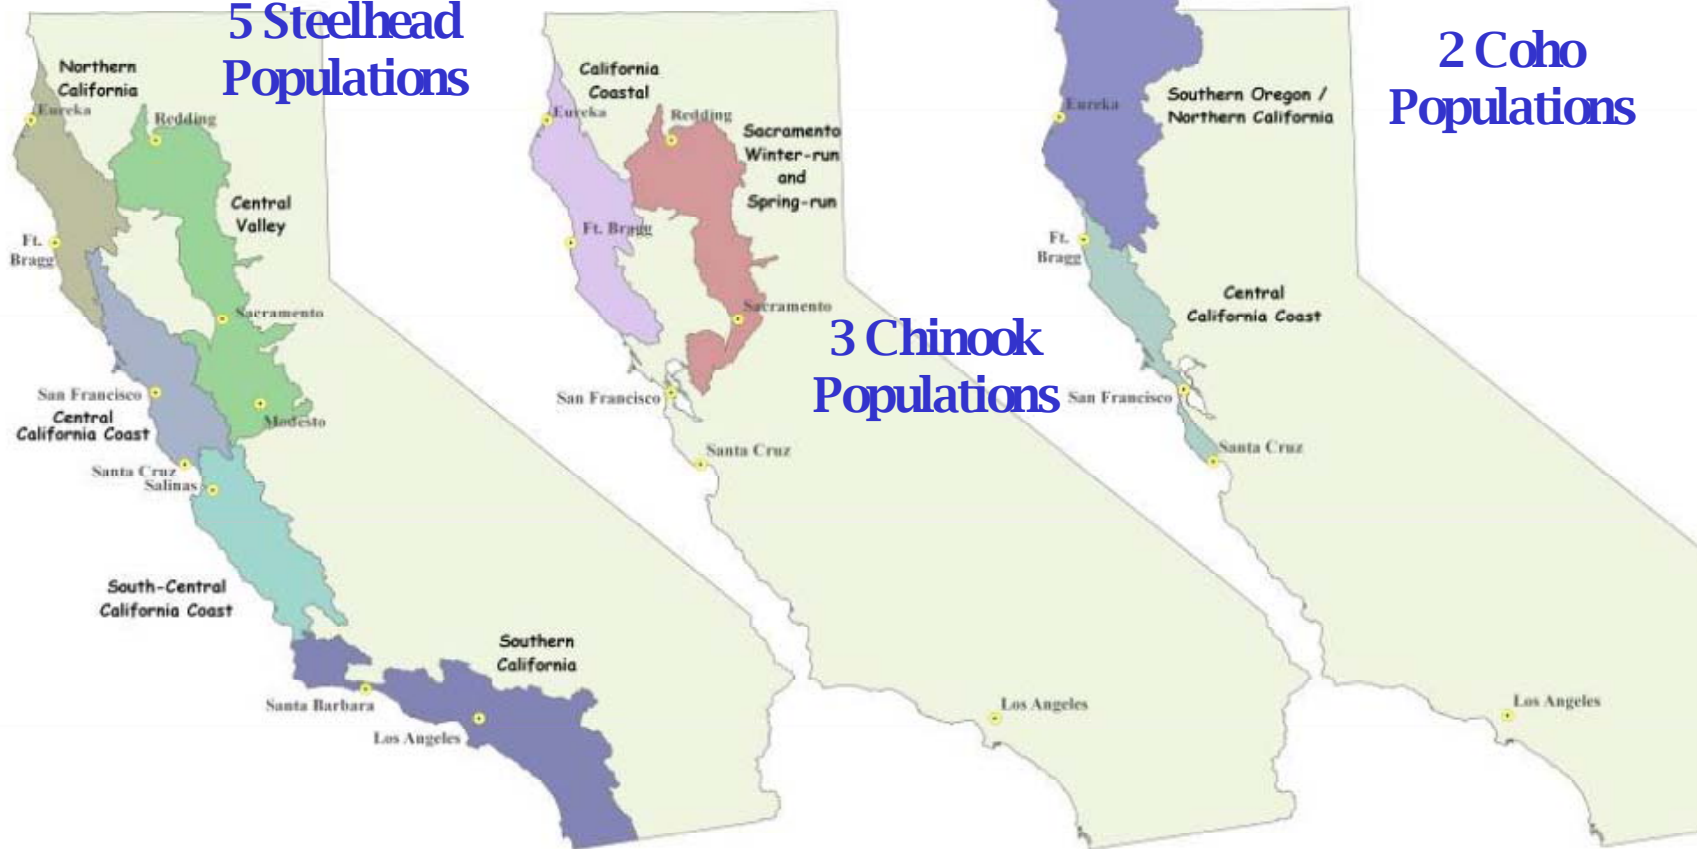 5 Steelhead
Populations
Northern
California
Eureka
Redding
Central
Valley
Ft.
Bragg
Sacramento
San Francisco
Central
California Coast
Modesto
Santa Cruz
Salinas
South-Central
California Coast
Southern
California
Santa Barbara
Los Angeles
California
Coastal
Eureka
Redding
Sacramento
Winter-run
and
Spring-run
Ft. Bragg
Sacramento
3 Chinook
Populations
San Francisco
Santa Cruz
Los Angeles
2 Coho
Populations
Southern Oregon /
Northern California
Eureka
Ft.
Bragg
Central
California Coast
San Francisco
Santa Cruz
Los Angeles